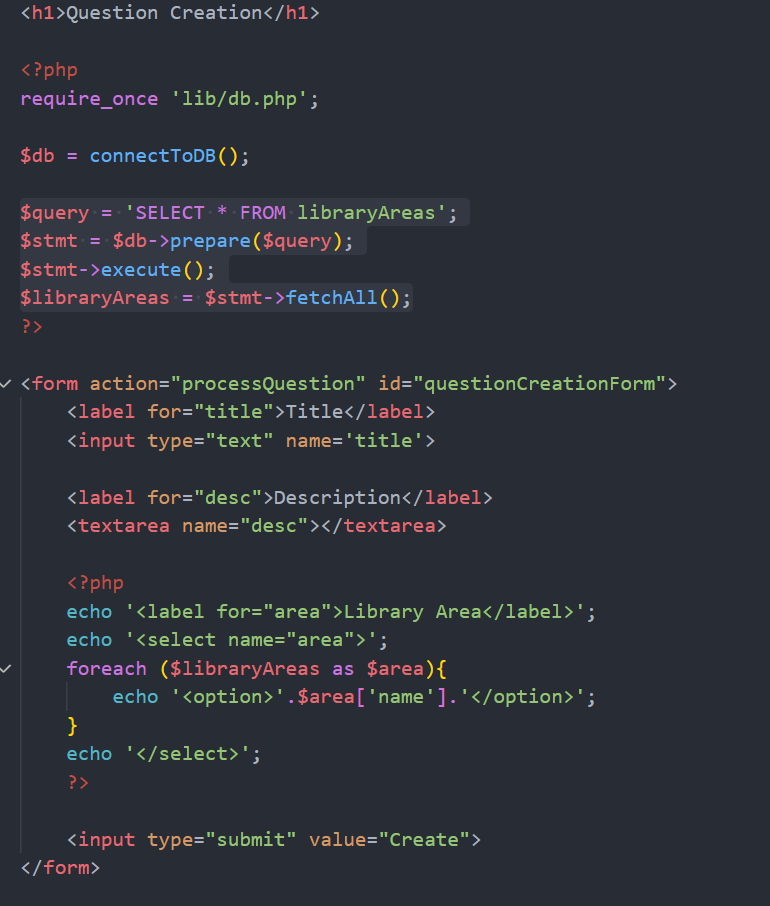 <h1>Question Creation</h1>
<?php
require_once 'lib/db.php';
$db = connectToDB();
$query = 'SELECT * FROM libraryAreas';
$stmt = $db->prepare($query);
$stmt->execute();
$libraryAreas = $stmt->fetchAll();
?>
<form action="processQuestion" id="questionCreationForm">
<label for="title">Title</label>
<input type="text" name='title'>
<label for="desc">Description</label>
<textarea name="desc"></textarea>
<?php
echo '<label for="area">Library Area</label>';
echo '<select name="area">';
foreach ($libraryAreas as $area){
echo '<option>'.$area['name'].'</option>';
}
echo '</select>';
?>
<input type="submit" value="Create">
</form>